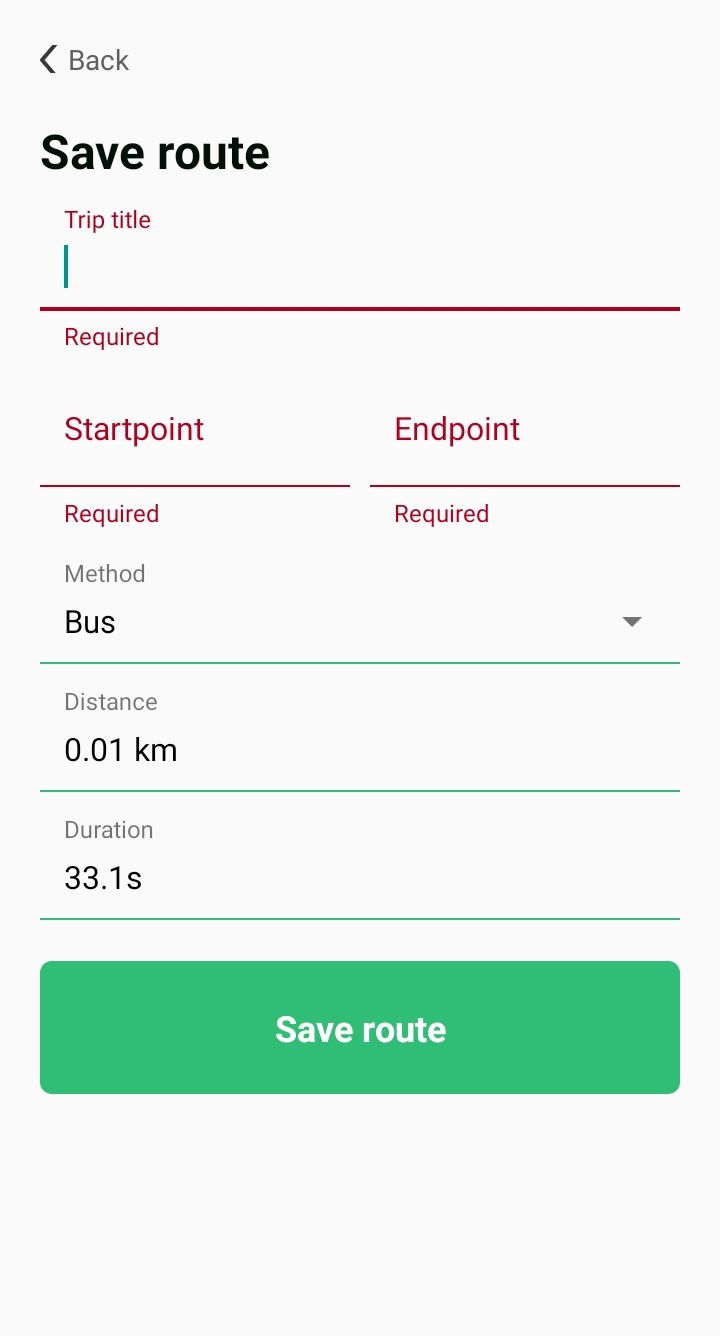 Back
Save route
Trip title
Required
Startpoint Endpoint
Required Required
Method
Bus
Distance
0.01 km
Duration
33.1s
Save route